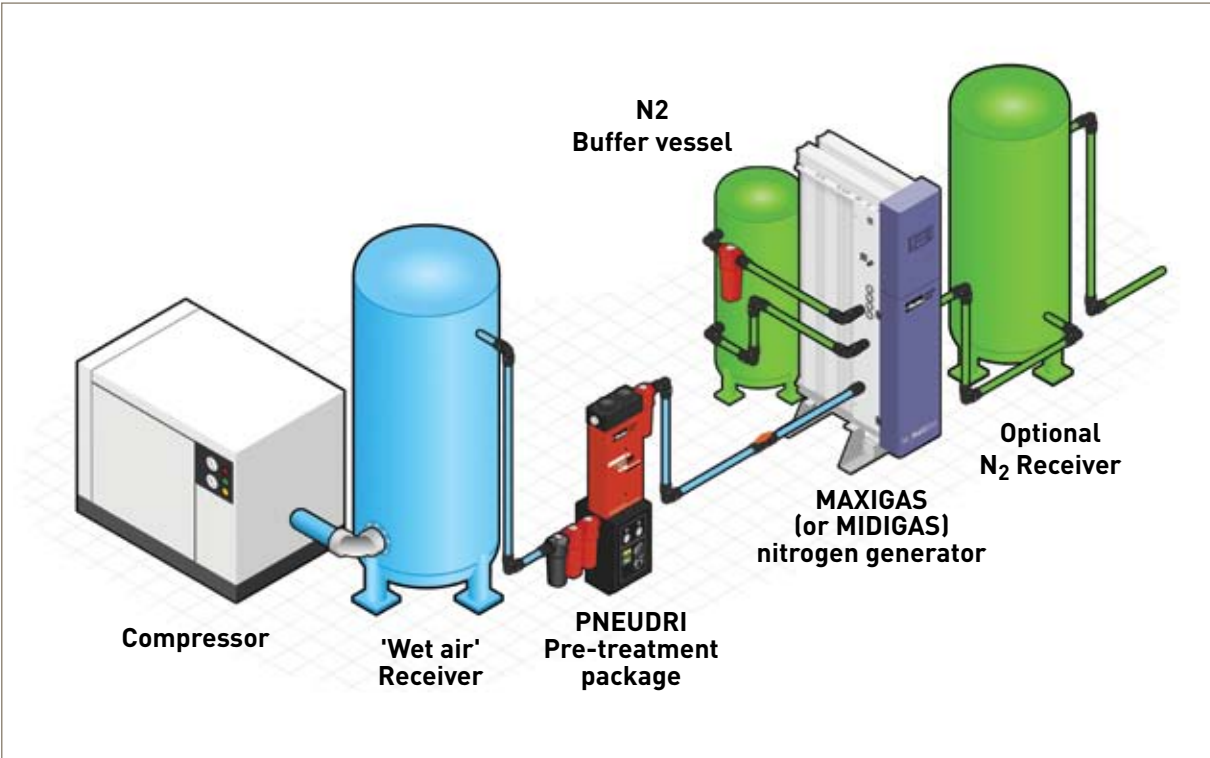 N2
Buffer vessel
Optional
N₂ Receiver
MAXIGAS
(or MIDIGAS)
nitrogen generator
PNEUDRI
Pre-treatment
package
'Wet air'
Receiver
Compressor